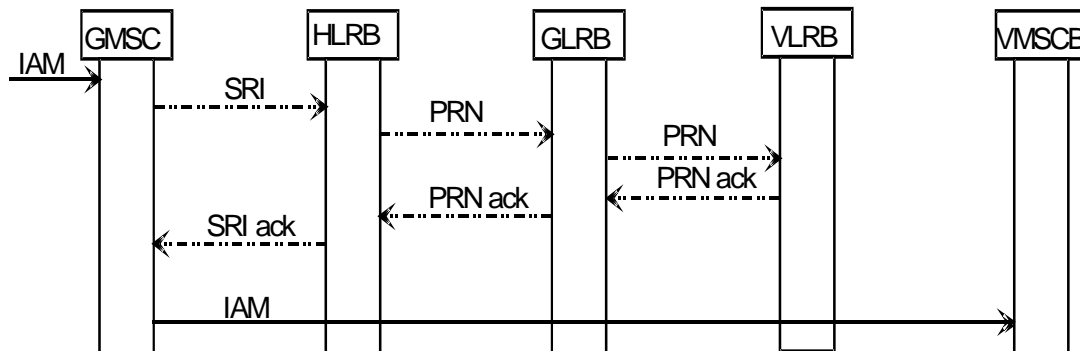 GMSC
HLRB
GLRB
VLRB
VMSCB
IAM
SRI
PRN
PRN
PRN ack
PRN ack
SRI ack
IAM